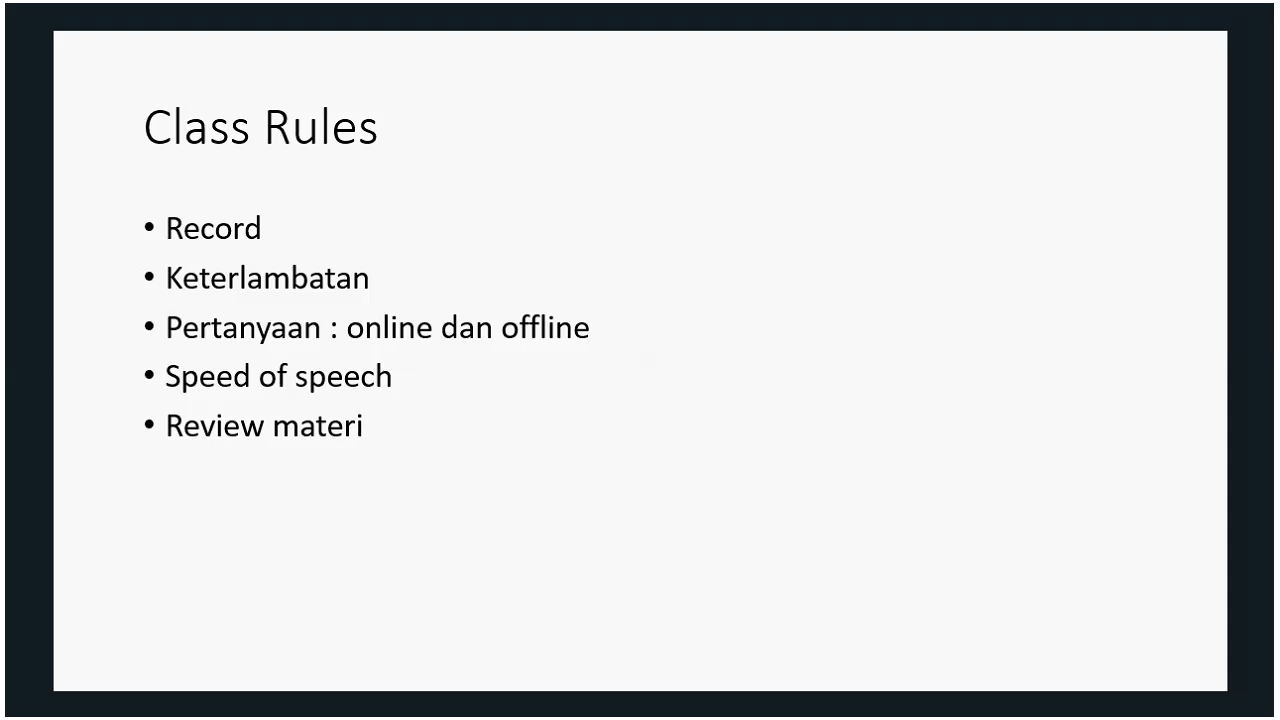 Class Rules
• Record
• Keterlambatan
• Pertanyaan : online dan offline
• Speed of speech
• Review materi